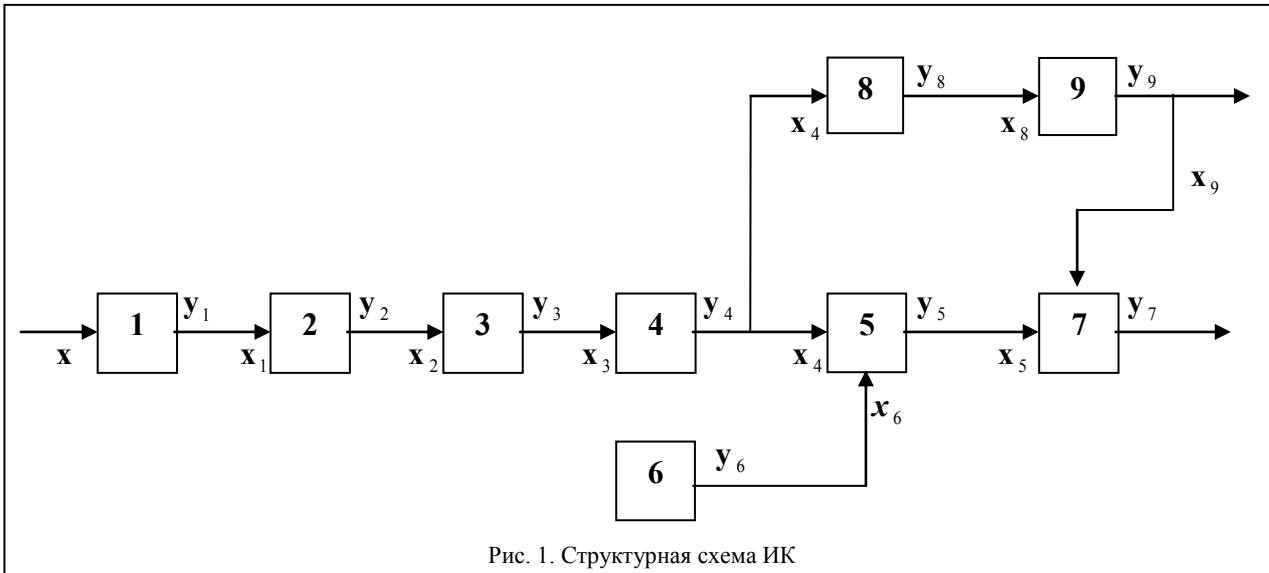 8 y₈ 9 y₉
x₄ x₈
x₉
1 y₁ 2 y₂ 3 y₃ 4 y₄ 5 y₅ 7 y₇
x x₁ x₂ x₃ x₄ x₅
x₆
6 y₆
Рис. 1. Структурная схема ИК